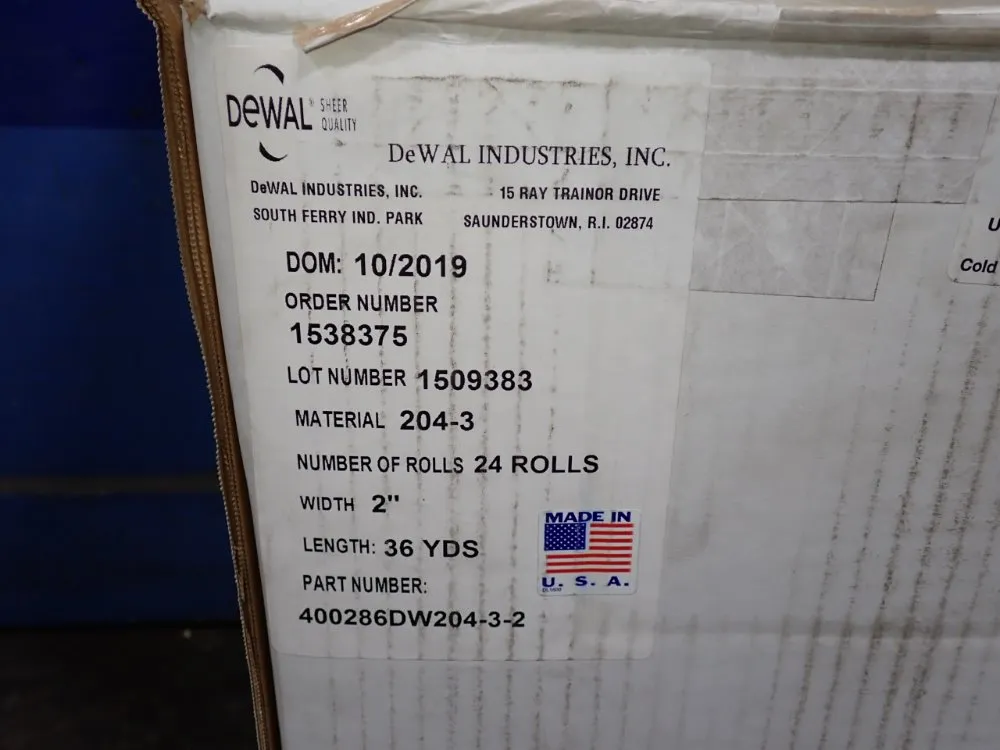 DeWAL® SHEER
QUALITY
DeWAL INDUSTRIES, INC.
DeWAL INDUSTRIES, INC. 15 RAY TRAINOR DRIVE
SOUTH FERRY IND. PARK SAUNDERSTOWN, R.I. 02874
DOM: 10/2019
ORDER NUMBER
1538375
LOT NUMBER 1509383
MATERIAL 204-3
NUMBER OF ROLLS 24 ROLLS
WIDTH 2"
LENGTH: 36 YDS
PART NUMBER:
400286DW204-3-2
MADE IN
U. S. A.
Cold